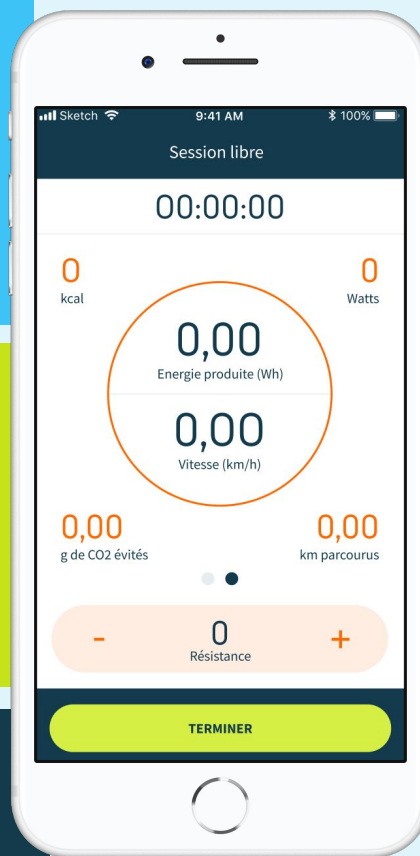 Sketch 9:41 AM 100%
Session libre
00:00:00
0 0
kcal Watts
0,00
Energie produite (Wh)
0,00
Vitesse (km/h)
0,00 0,00
g de CO2 évités km parcourus
- 0 +
Résistance
TERMINER